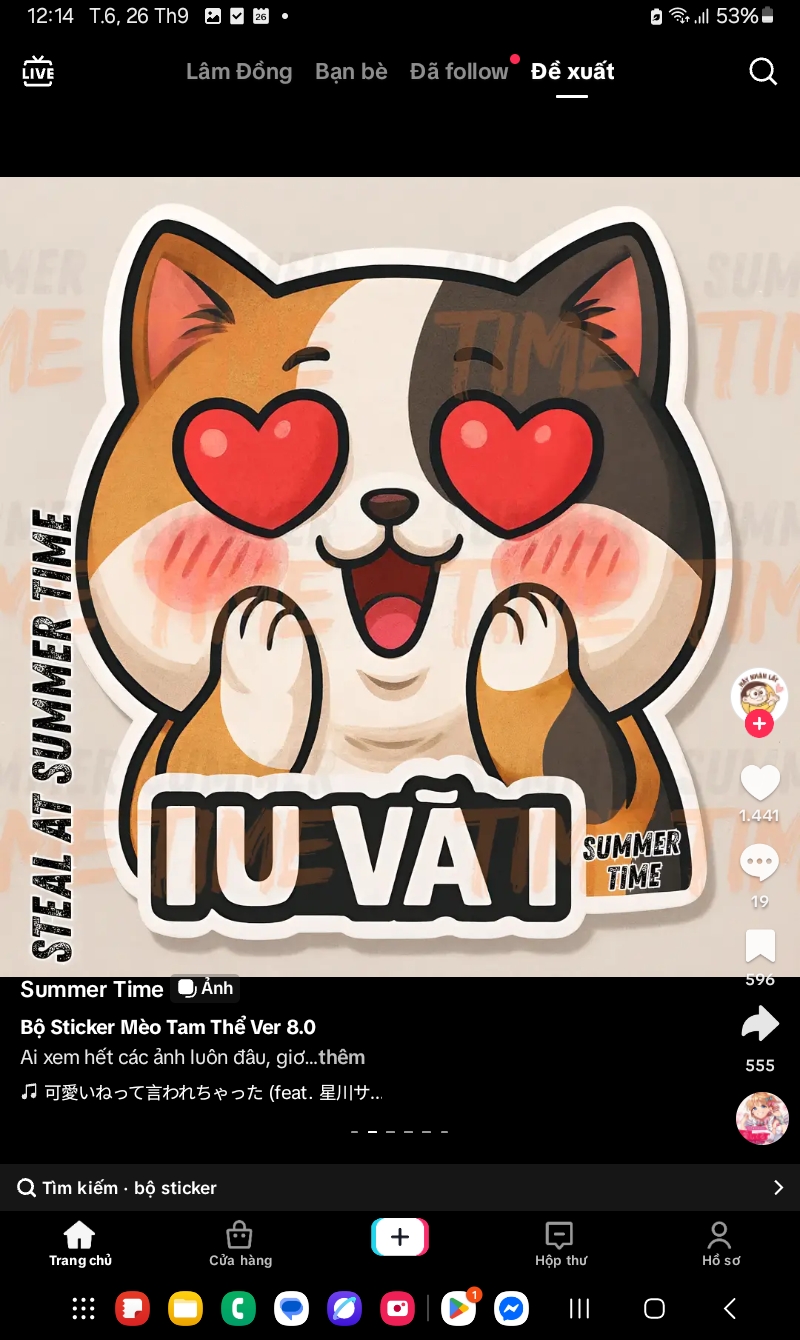 12:14 T.6, 26 Th9 26 53%
LIVE Lâm Đồng Bạn bè Đã follow Đề xuất
SUMMER
TIME
STEAL AT SUMMER TIME
IU VÃI
SUMMER
TIME
1.441
19
596
555
Summer Time Ảnh
Bộ Sticker Mèo Tam Thể Ver 8.0
Ai xem hết các ảnh luôn đâu, giơ...thêm
可愛いねって言われちゃった (feat. 星川サ...
Tìm kiếm · bộ sticker
Trang chủ Cửa hàng Hộp thư Hồ sơ
1